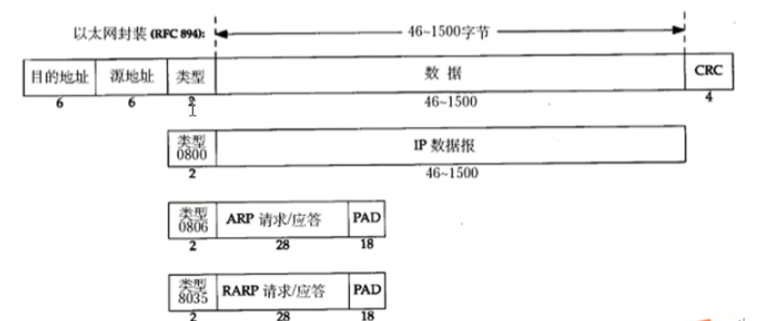 以太网封装(RFC 894): 46~1500字节
目的地址 源地址 类型 数 据 CRC
6 6 2 46~1500 4
类型 IP 数据报
0800
2 46~1500
类型 ARP 请求/应答 PAD
0806
2 28 18
类型 RARP 请求/应答 PAD
8035
2 28 18